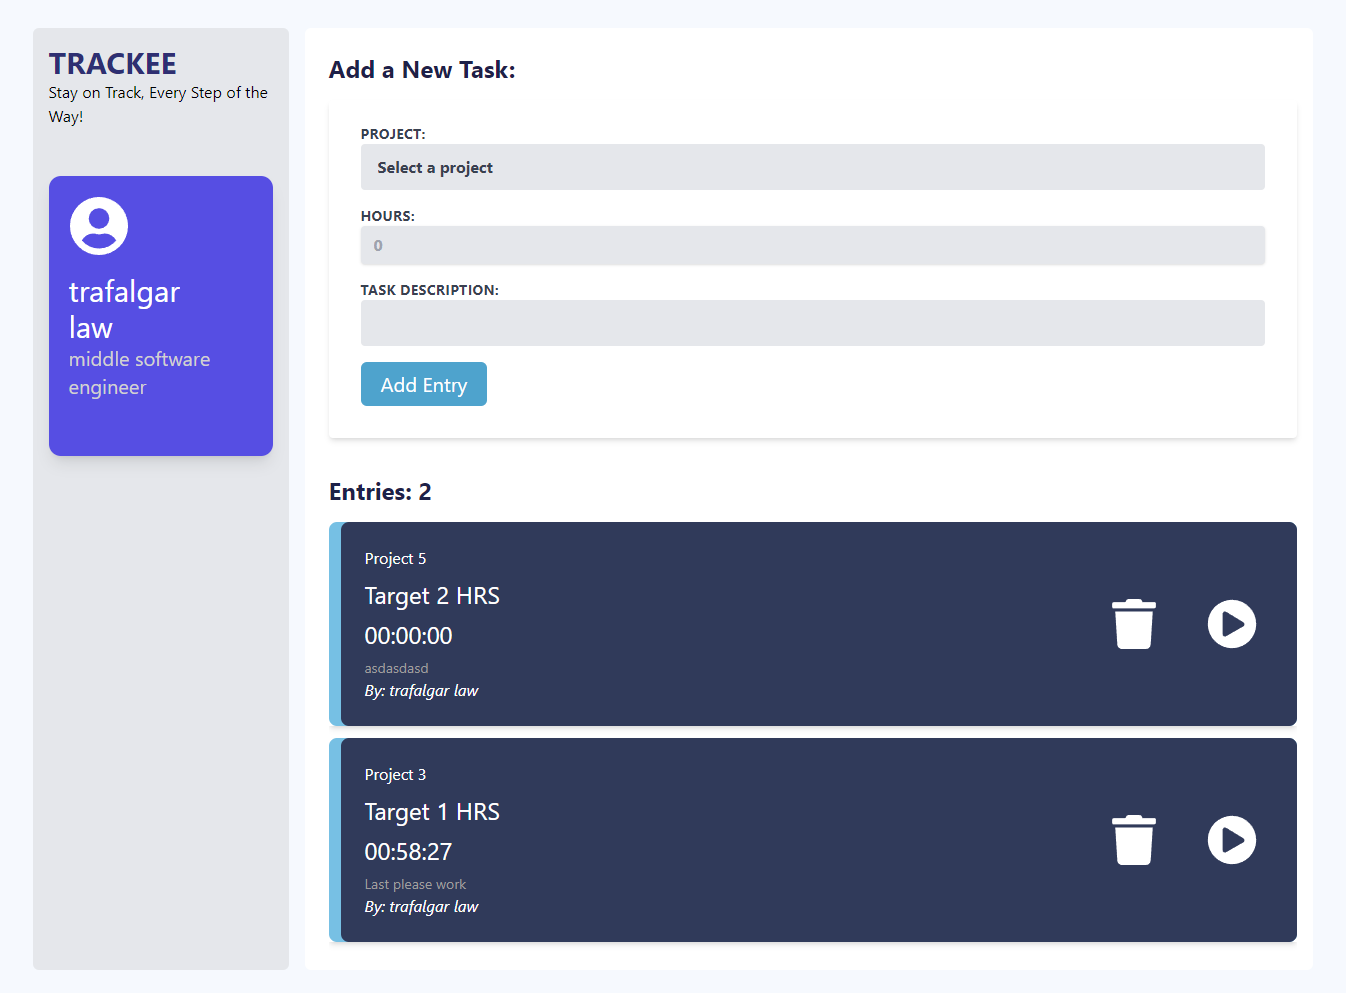 TRACKEE
Stay on Track, Every Step of the
Way!
trafalgar
law
middle software
engineer
Add a New Task:
PROJECT:
Select a project
HOURS:
0
TASK DESCRIPTION:
Add Entry
Entries: 2
Project 5
Target 2 HRS
00:00:00
asdasdasd
By: trafalgar law
Project 3
Target 1 HRS
00:58:27
Last please work
By: trafalgar law